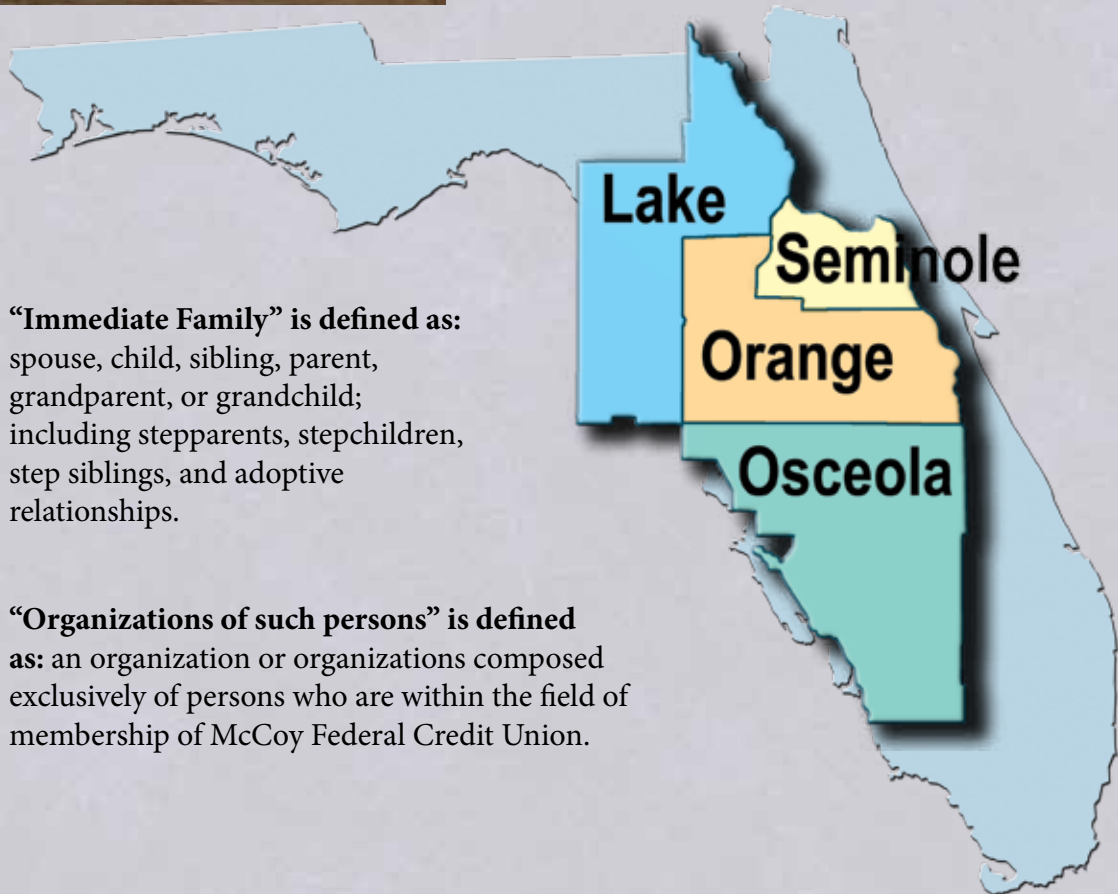 Lake
Seminole
Orange
Osceola
“Immediate Family” is defined as:
spouse, child, sibling, parent,
grandparent, or grandchild;
including stepparents, stepchildren,
step siblings, and adoptive
relationships.
“Organizations of such persons” is defined
as: an organization or organizations composed
exclusively of persons who are within the field of
membership of McCoy Federal Credit Union.